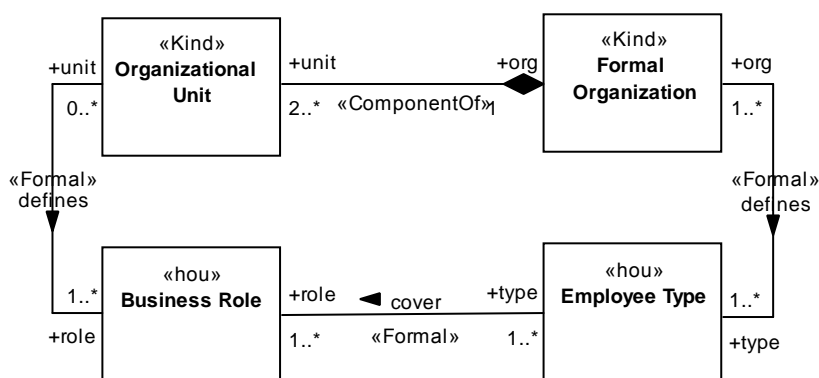 «Kind»
Organizational
Unit
+unit
0..*
+unit
2..*
«ComponentOf»
+org
1
«Kind»
Formal
Organization
+org
1..*
«Formal»
defines
«Formal»
defines
«hou»
Business Role
1..*
+role
+role
1..*
cover
«Formal»
+type
1..*
«hou»
Employee Type
1..*
+type